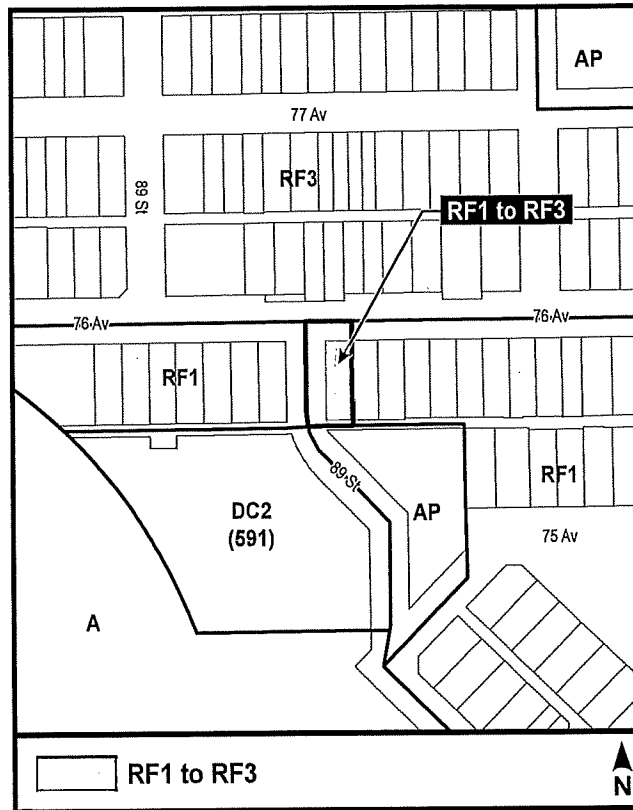 AP
77 Av
RF3
89 St
RF1 to RF3
76 Av
76 Av
RF1
RF1
89 St
DC2
(591)
AP
75 Av
A
RF1 to RF3
N